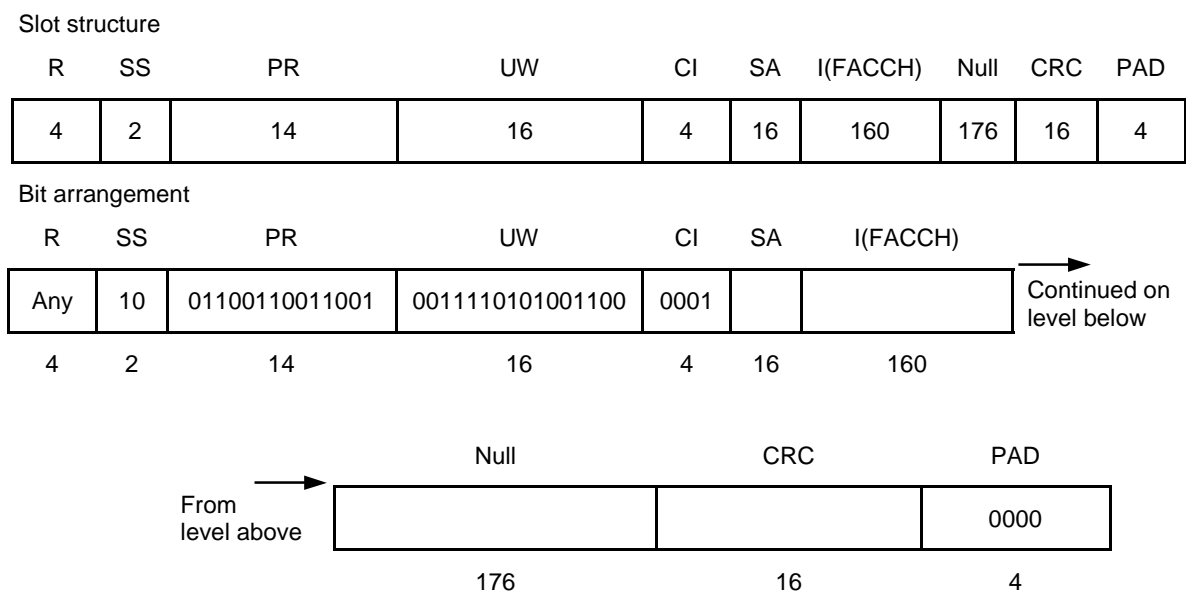 Slot structure
R SS PR UW CI SA I(FACCH) Null CRC PAD
4 2 14 16 4 16 160 176 16 4
Bit arrangement
R SS PR UW CI SA I(FACCH)
Any 10 01100110011001 0011110101001100 0001
Continued on
level below
4 2 14 16 4 16 160
Null CRC PAD
From
level above
0000
176 16 4